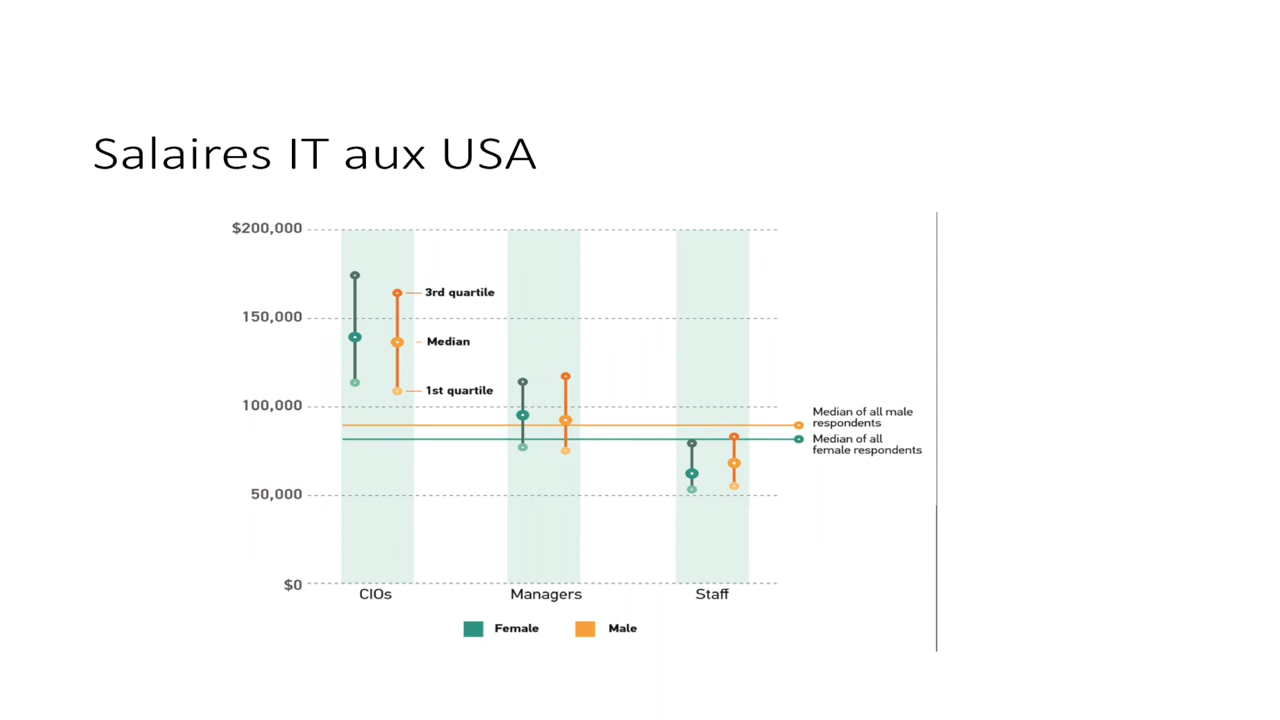 Salaires IT aux USA
$200,000
150,000
100,000
50,000
$0
3rd quartile
Median
1st quartile
Median of all male
respondents
Median of all
female respondents
CIOs
Managers
Staff
Female
Male